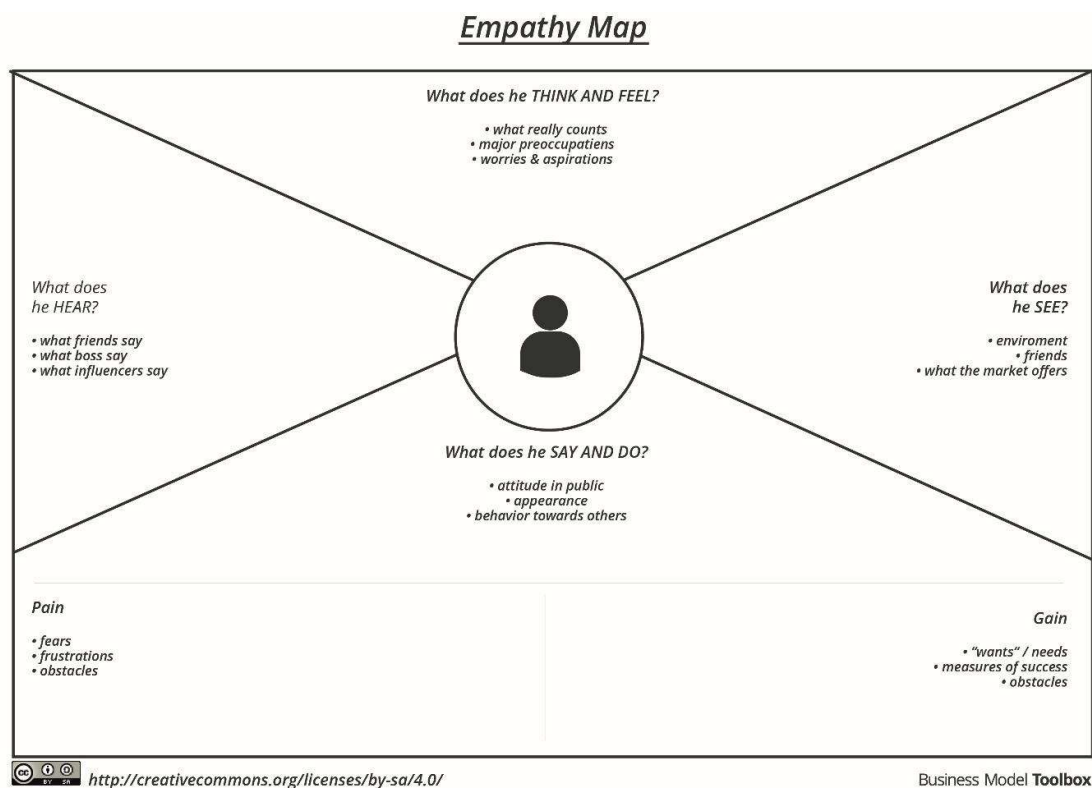 Empathy Map
What does he THINK AND FEEL?
• what really counts
• major preoccupatiens
• worries & aspirations
What does
he HEAR?
• what friends say
• what boss say
• what influencers say
What does
he SEE?
• enviroment
• friends
• what the market offers
What does he SAY AND DO?
• attitude in public
• appearance
• behavior towards others
Pain
• fears
• frustrations
• obstacles
Gain
• "wants" / needs
• measures of success
• obstacles
cc BY SA
http://creativecommons.org/licenses/by-sa/4.0/
Business Model Toolbox